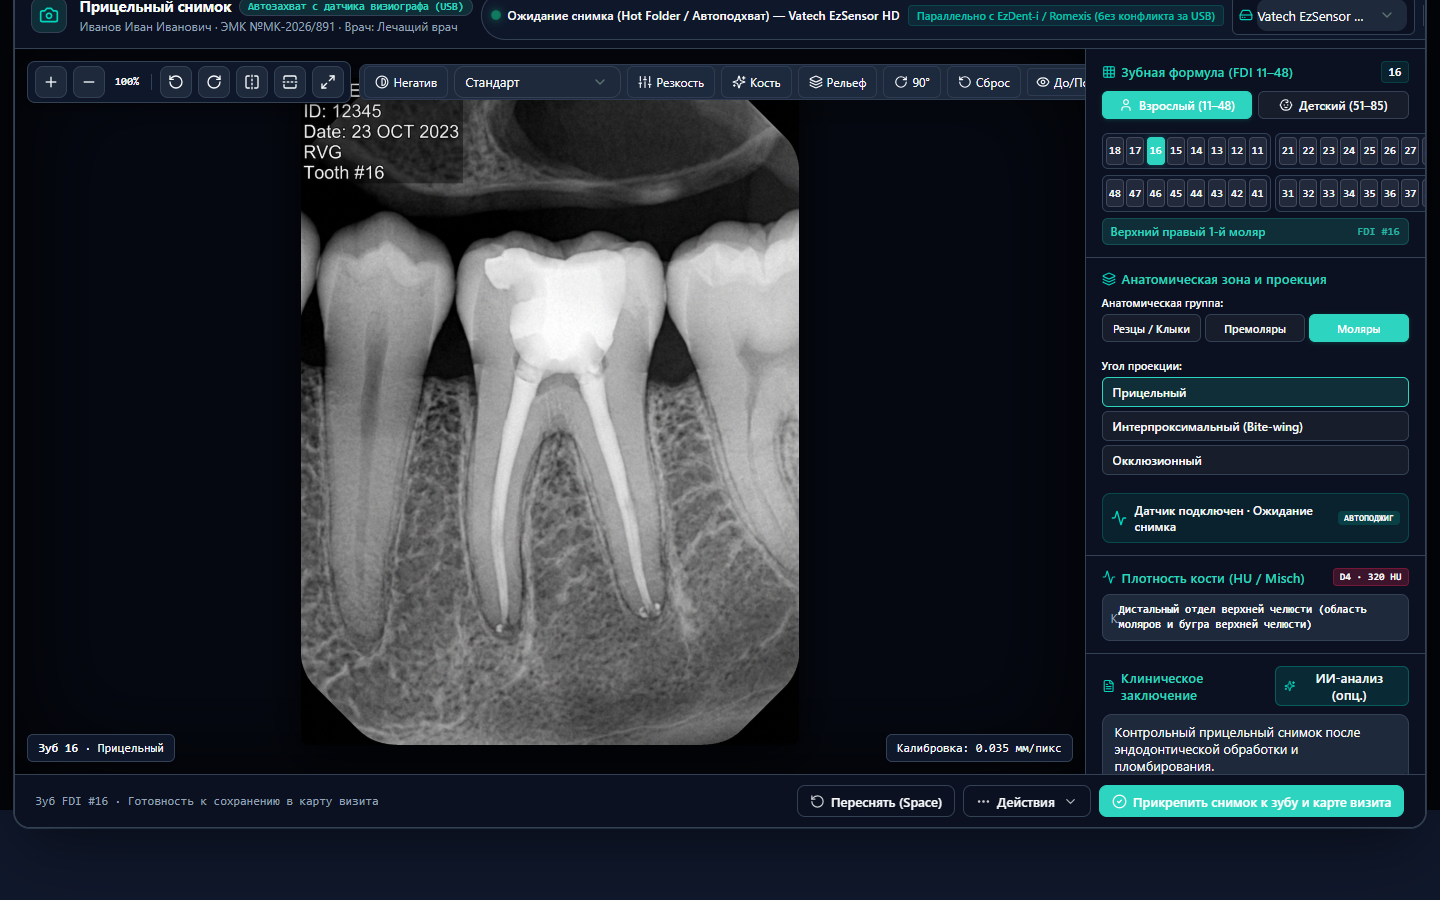 Прицельный снимок
Автозахват с датчика визиографа (USB)
Иванов Иван Иванович · ЭМК №МК-2026/891 · Врач: Лечащий врач
Ожидание снимка (Hot Folder / Автоподхват) — Vatech EzSensor HD
Параллельно с EzDent-i / Romexis (без конфликта за USB)
Vatech EzSensor ...
100%
Негатив
Стандарт
Резкость
Кость
Рельеф
90°
Сброс
До/По
ID: 12345
Date: 23 OCT 2023
RVG
Tooth #16
Зуб 16 · Прицельный
Калибровка: 0.035 мм/пикс
Зубная формула (FDI 11–48)
16
Взрослый (11–48)
Детский (51–85)
18 17 16 15 14 13 12 11 21 22 23 24 25 26 27
48 47 46 45 44 43 42 41 31 32 33 34 35 36 37
Верхний правый 1-й моляр
FDI #16
Анатомическая зона и проекция
Анатомическая группа:
Резцы / Клыки
Премоляры
Моляры
Угол проекции:
Прицельный
Интерпроксимальный (Bite-wing)
Окклюзионный
Датчик подключен · Ожидание
снимка
АВТОПОДЖИГ
Плотность кости (HU / Misch)
D4 · 320 HU
Дистальный отдел верхней челюсти (область
моляров и бугра верхней челюсти)
Клиническое
заключение
ИИ-анализ
(опц.)
Контрольный прицельный снимок после
эндодонтической обработки и
пломбирования.
Зуб FDI #16 · Готовность к сохранению в карту визита
Переснять (Space)
Действия
Прикрепить снимок к зубу и карте визита